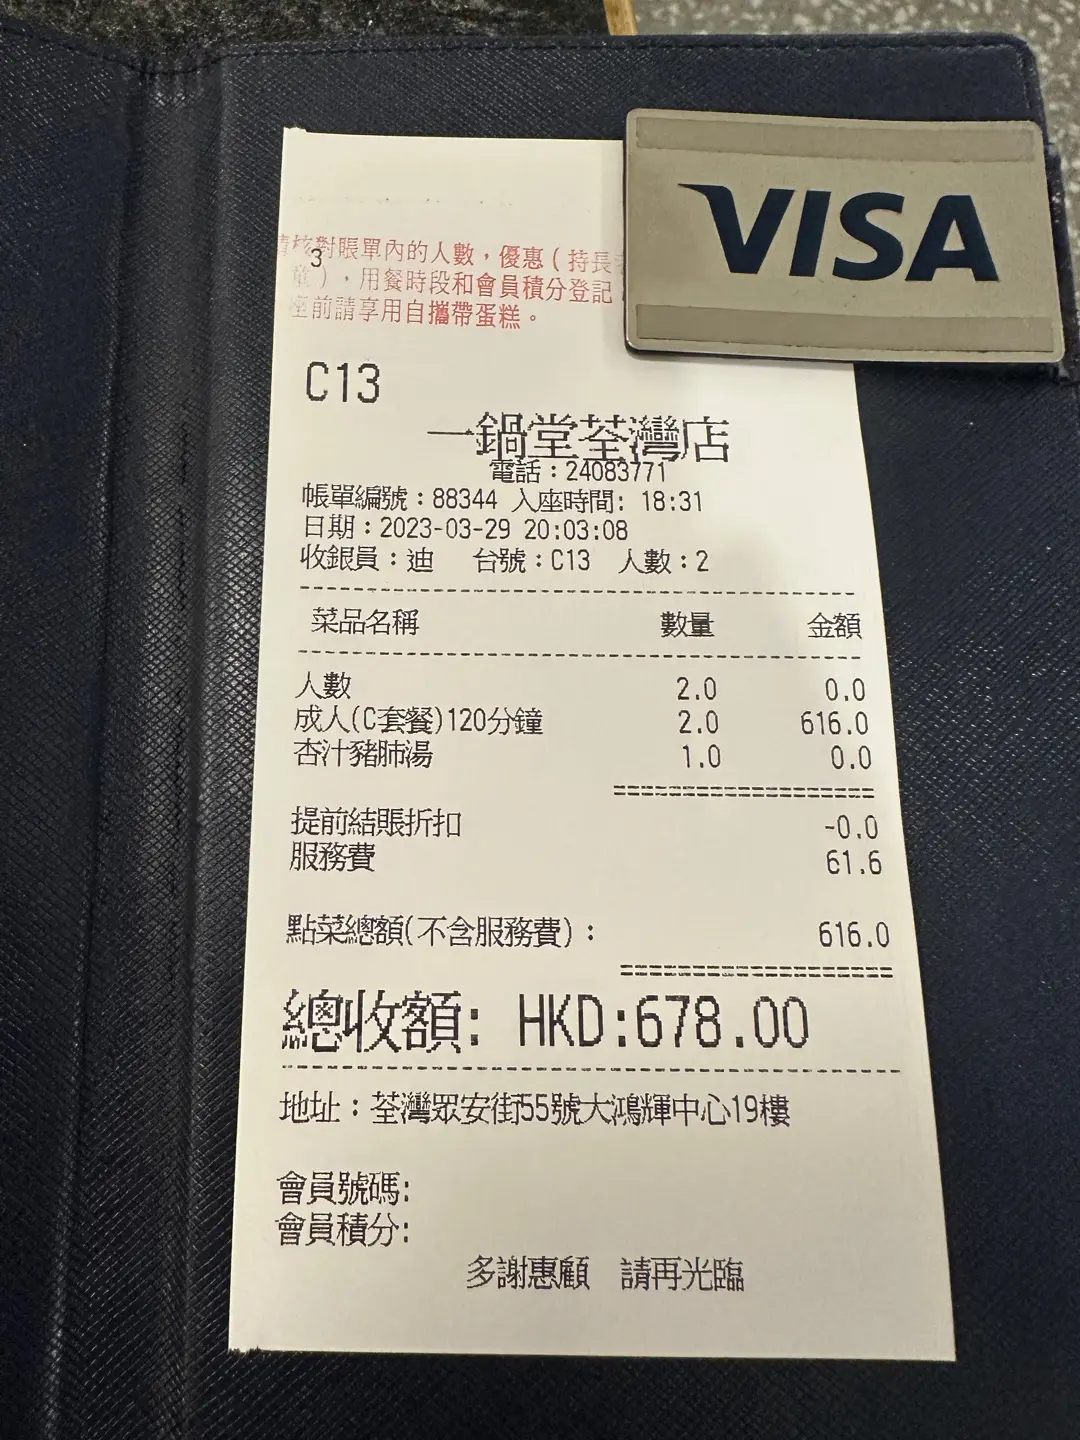 VISA
核對賬單內的人數,優惠(持長
3
),用餐時段和會員積分登記
座前請享用自攜帶蛋糕。
C13
一鍋堂荃灣店
電話:24083771
帳單編號:88344 入座時間: 18:31
日期:2023-03-29 20:03:08
收銀員:迪 台號:C13 人數:2
菜品名稱 數量 金額
人數 2.0 0.0
成人(C套餐)120分鐘 2.0 616.0
杏汁豬肺湯 1.0 0.0
提前結賬折扣 -0.0
服務費 61.6
點菜總額(不含服務費): 616.0
總收額: HKD:678.00
地址:荃灣眾安街55號大鴻輝中心19樓
會員號碼:
會員積分:
多謝惠顧 請再光臨